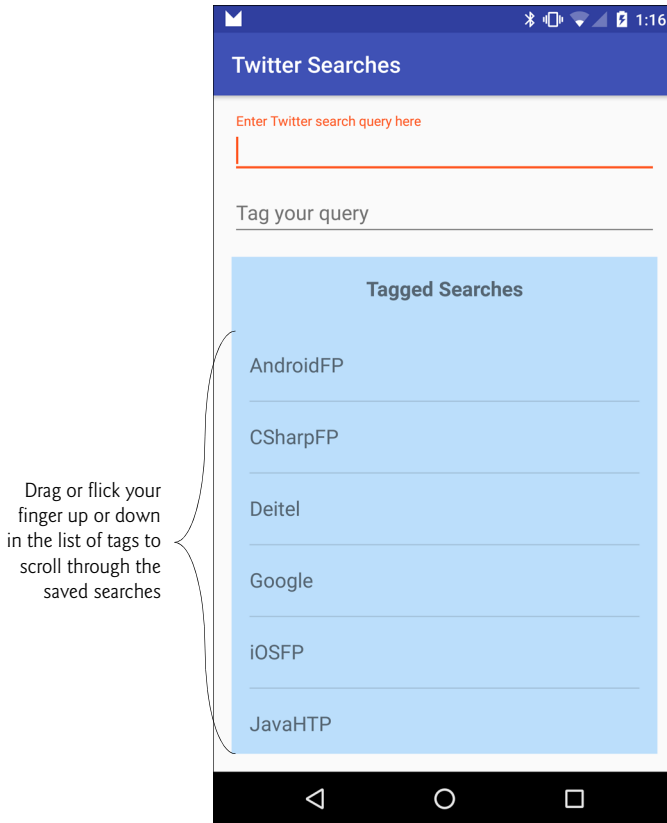 1:16
Twitter Searches
Enter Twitter search query here
Tag your query
Tagged Searches
AndroidFP
CSharpFP
Deitel
Google
iOSFP
JavaHTP
Drag or flick your
finger up or down
in the list of tags to
scroll through the
saved searches